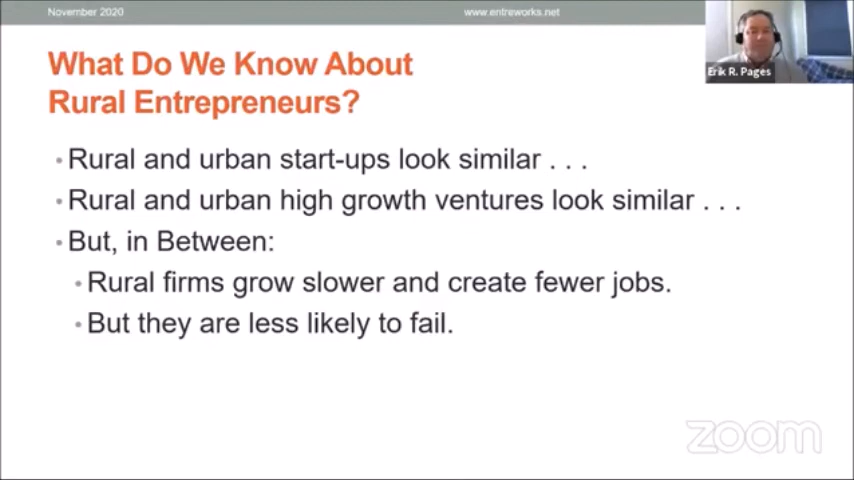 November 2020
www.entreworks.net
Erik R. Pages
What Do We Know About
Rural Entrepreneurs?
• Rural and urban start-ups look similar . . .
• Rural and urban high growth ventures look similar . . .
• But, in Between:
• Rural firms grow slower and create fewer jobs.
• But they are less likely to fail.
zoom